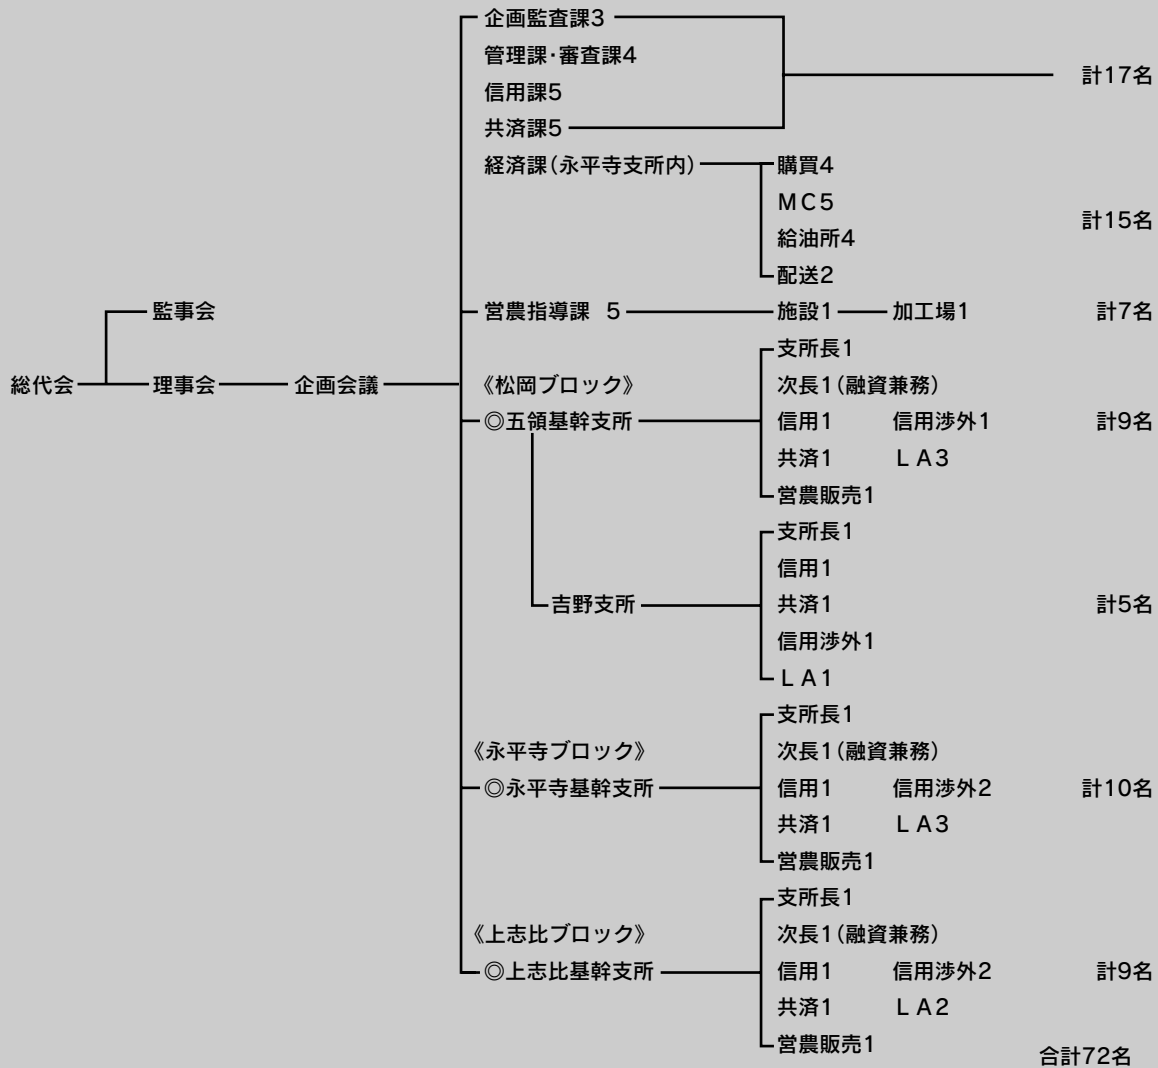 企画監査課3
管理課・審査課4
計17名
信用課5
共済課5
経済課（永平寺支所内）　購買4
ＭＣ5
計15名
給油所4
配送2
監事会　営農指導課　5　施設1　加工場1　計7名
支所長1
総代会　理事会　企画会議　《松岡ブロック》　次長1（融資兼務）
◎五領基幹支所　信用1　信用渉外1　計9名
共済1　ＬＡ3
営農販売1
支所長1
信用1
吉野支所　共済1　計5名
信用渉外1
ＬＡ1
支所長1
《永平寺ブロック》　次長1（融資兼務）
◎永平寺基幹支所　信用1　信用渉外2　計10名
共済1　ＬＡ3
営農販売1
支所長1
《上志比ブロック》　次長1（融資兼務）
◎上志比基幹支所　信用1　信用渉外2　計9名
共済1　ＬＡ2
営農販売1
合計72名